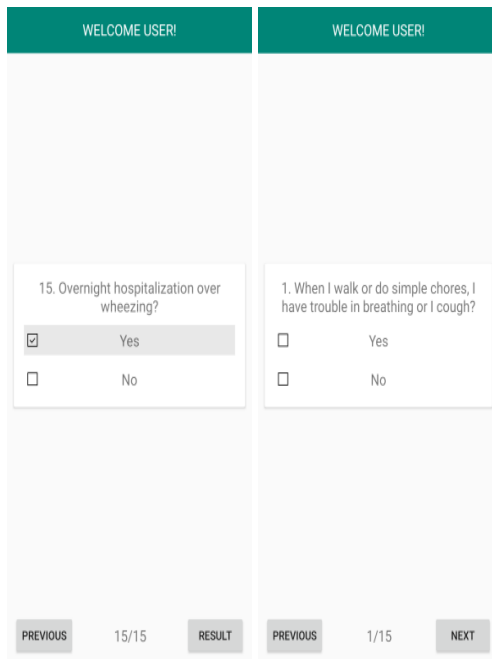 WELCOME USER!
15. Overnight hospitalization over
wheezing?
Yes
No
PREVIOUS
15/15
RESULT
WELCOME USER!
1. When I walk or do simple chores, I
have trouble in breathing or I cough?
Yes
No
PREVIOUS
1/15
NEXT